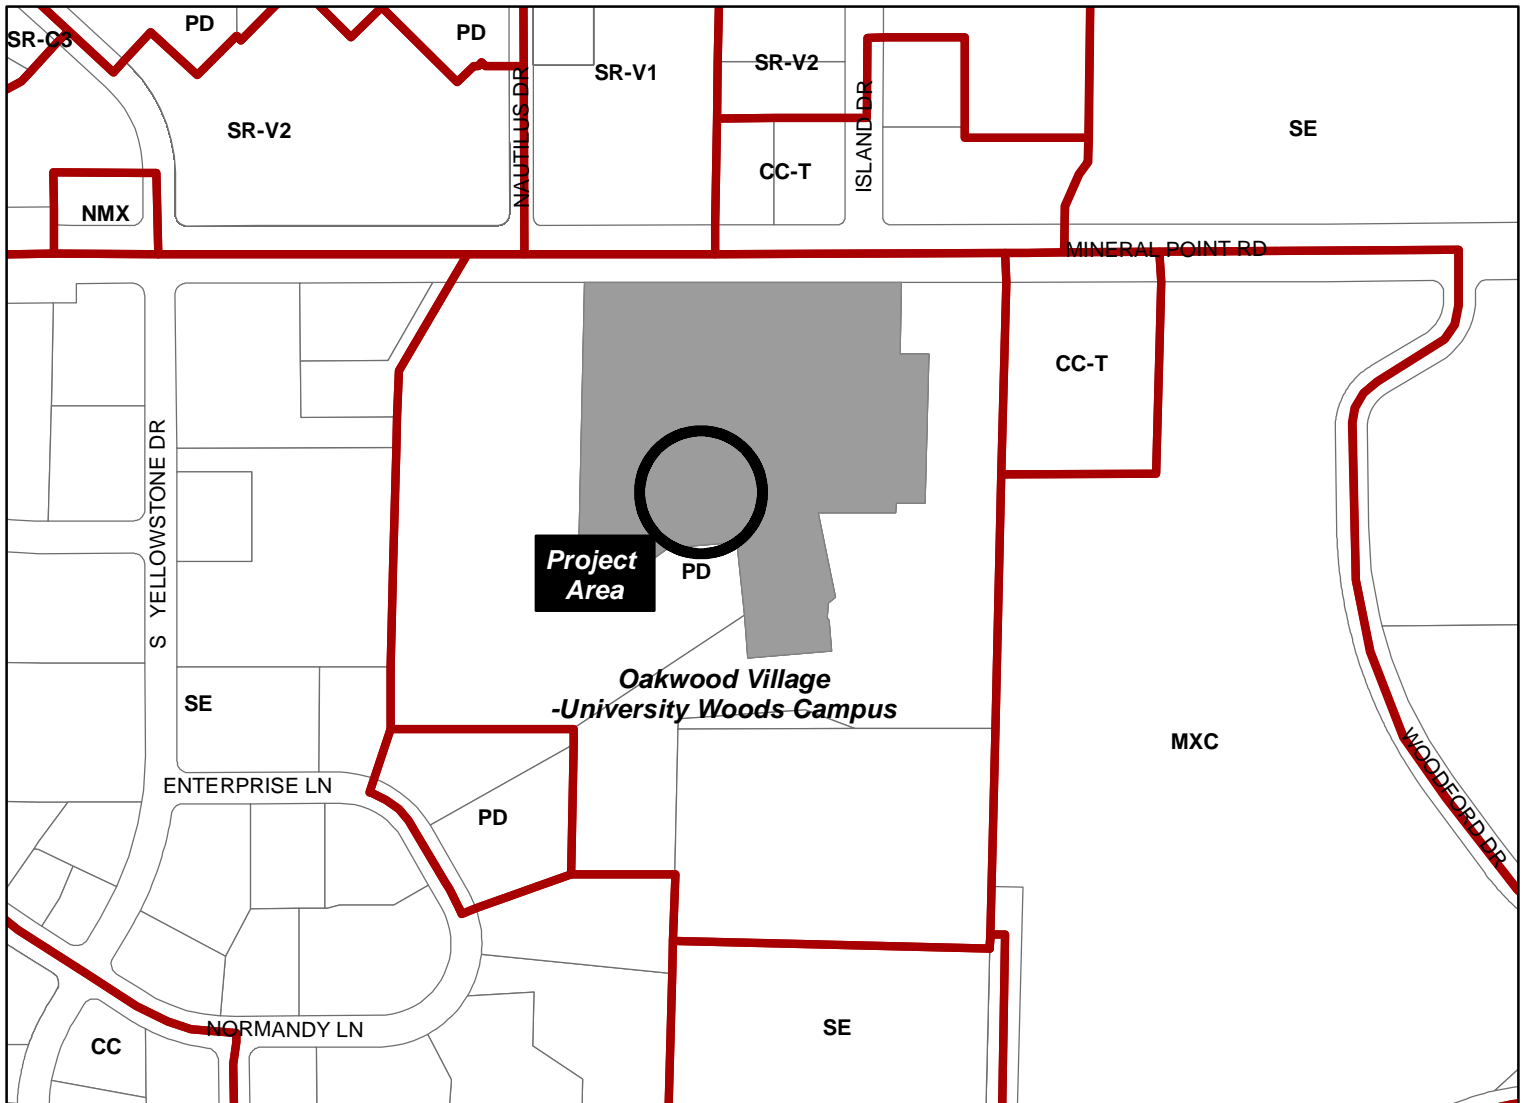 PD
PD
SR-C3
SR-V1
SR-V2
SR-V2
SE
NAUTILUS DR
ISLAND DR
CC-T
NMX
MINERAL POINT RD
CC-T
S YELLOWSTONE DR
Project
Area
PD
Oakwood Village
-University Woods Campus
SE
MXC
WOODFORD DR
ENTERPRISE LN
PD
NORMANDY LN
SE
CC